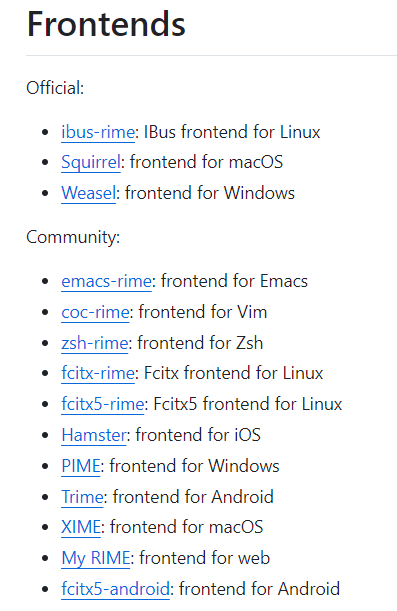 Frontends
Official:
• ibus-rime: IBus frontend for Linux
• Squirrel: frontend for macOS
• Weasel: frontend for Windows
Community:
• emacs-rime: frontend for Emacs
• coc-rime: frontend for Vim
• zsh-rime: frontend for Zsh
• fcitx-rime: Fcitx frontend for Linux
• fcitx5-rime: Fcitx5 frontend for Linux
• Hamster: frontend for iOS
• PIME: frontend for Windows
• Trime: frontend for Android
• XIME: frontend for macOS
• My RIME: frontend for web
• fcitx5-android: frontend for Android